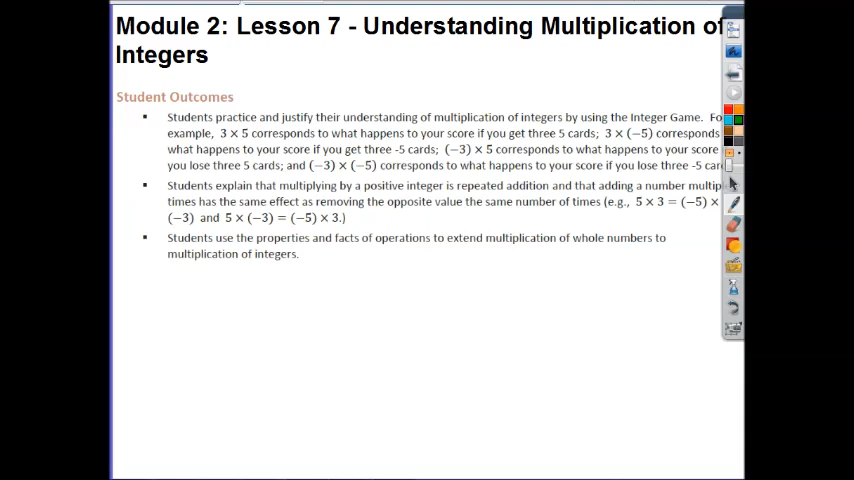 Module 2: Lesson 7 - Understanding Multiplication of
Integers
Student Outcomes
▪ Students practice and justify their understanding of multiplication of integers by using the Integer Game. Fo
example, 3 × 5 corresponds to what happens to your score if you get three 5 cards; 3 × (−5) corresponds
what happens to your score if you get three -5 cards; (−3) × 5 corresponds to what happens to your score
you lose three 5 cards; and (−3) × (−5) corresponds to what happens to your score if you lose three -5 car
▪ Students explain that multiplying by a positive integer is repeated addition and that adding a number multip
times has the same effect as removing the opposite value the same number of times (e.g., 5 × 3 = (−5) ×
(−3) and 5 × (−3) = (−5) × 3.)
▪ Students use the properties and facts of operations to extend multiplication of whole numbers to
multiplication of integers.